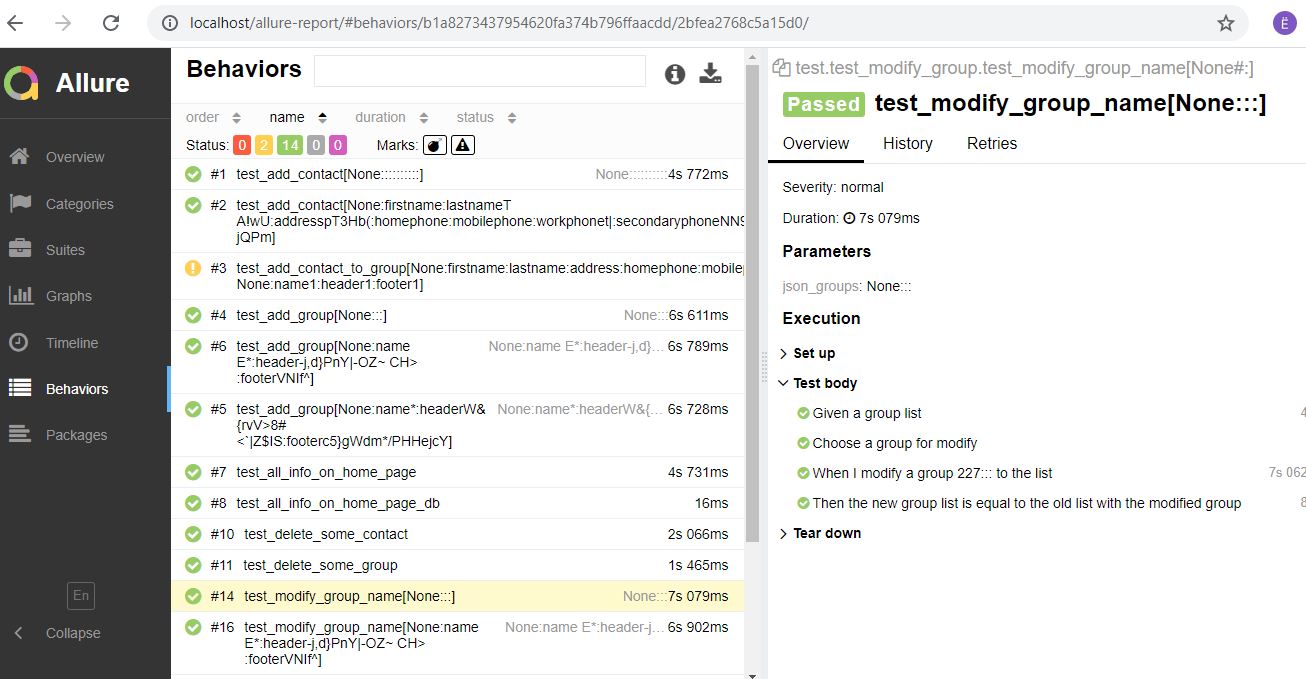 localhost/allure-report/#behaviors/b1a8273437954620fa374b796ffaacdd/2bfea2768c5a15d0/
Ё
Allure
Overview
Categories
Suites
Graphs
Timeline
Behaviors
Packages
En
Collapse
Behaviors
order name duration status
Status: 0 2 14 0 0 Marks:
#1 test_add_contact[None::::::::::] None::::::::::4s 772ms
#2 test_add_contact[None:firstname:lastnameT
A!wU:addresspT3Hb(:homephone:mobilephone:workphonet|:secondaryphoneNN9
jQPm]
#3 test_add_contact_to_group[None:firstname:lastname:address:homephone:mobile
None:name1:header1:footer1]
#4 test_add_group[None:::] None:::6s 611ms
#6 test_add_group[None:name None:name E*:header-j,d}... 6s 789ms
E*:header-j,d}PnY|-OZ~ CH>
:footerVNIf^]
#5 test_add_group[None:name*:headerW& None:name*:headerW&{... 6s 728ms
{rvV>8#
<`|Z$IS:footerc5}gWdm*/PHHejcY]
#7 test_all_info_on_home_page 4s 731ms
#8 test_all_info_on_home_page_db 16ms
#10 test_delete_some_contact 2s 066ms
#11 test_delete_some_group 1s 465ms
#14 test_modify_group_name[None:::] None:::7s 079ms
#16 test_modify_group_name[None:name None:name E*:header-j... 6s 902ms
E*:header-j,d}PnY|-OZ~ CH>
:footerVNIf^]
test.test_modify_group.test_modify_group_name[None#:]
Passed test_modify_group_name[None:::]
Overview History Retries
Severity: normal
Duration: 7s 079ms
Parameters
json_groups: None:::
Execution
Set up
Test body
Given a group list 4
Choose a group for modify
When I modify a group 227::: to the list 7s 062
Then the new group list is equal to the old list with the modified group 8
Tear down